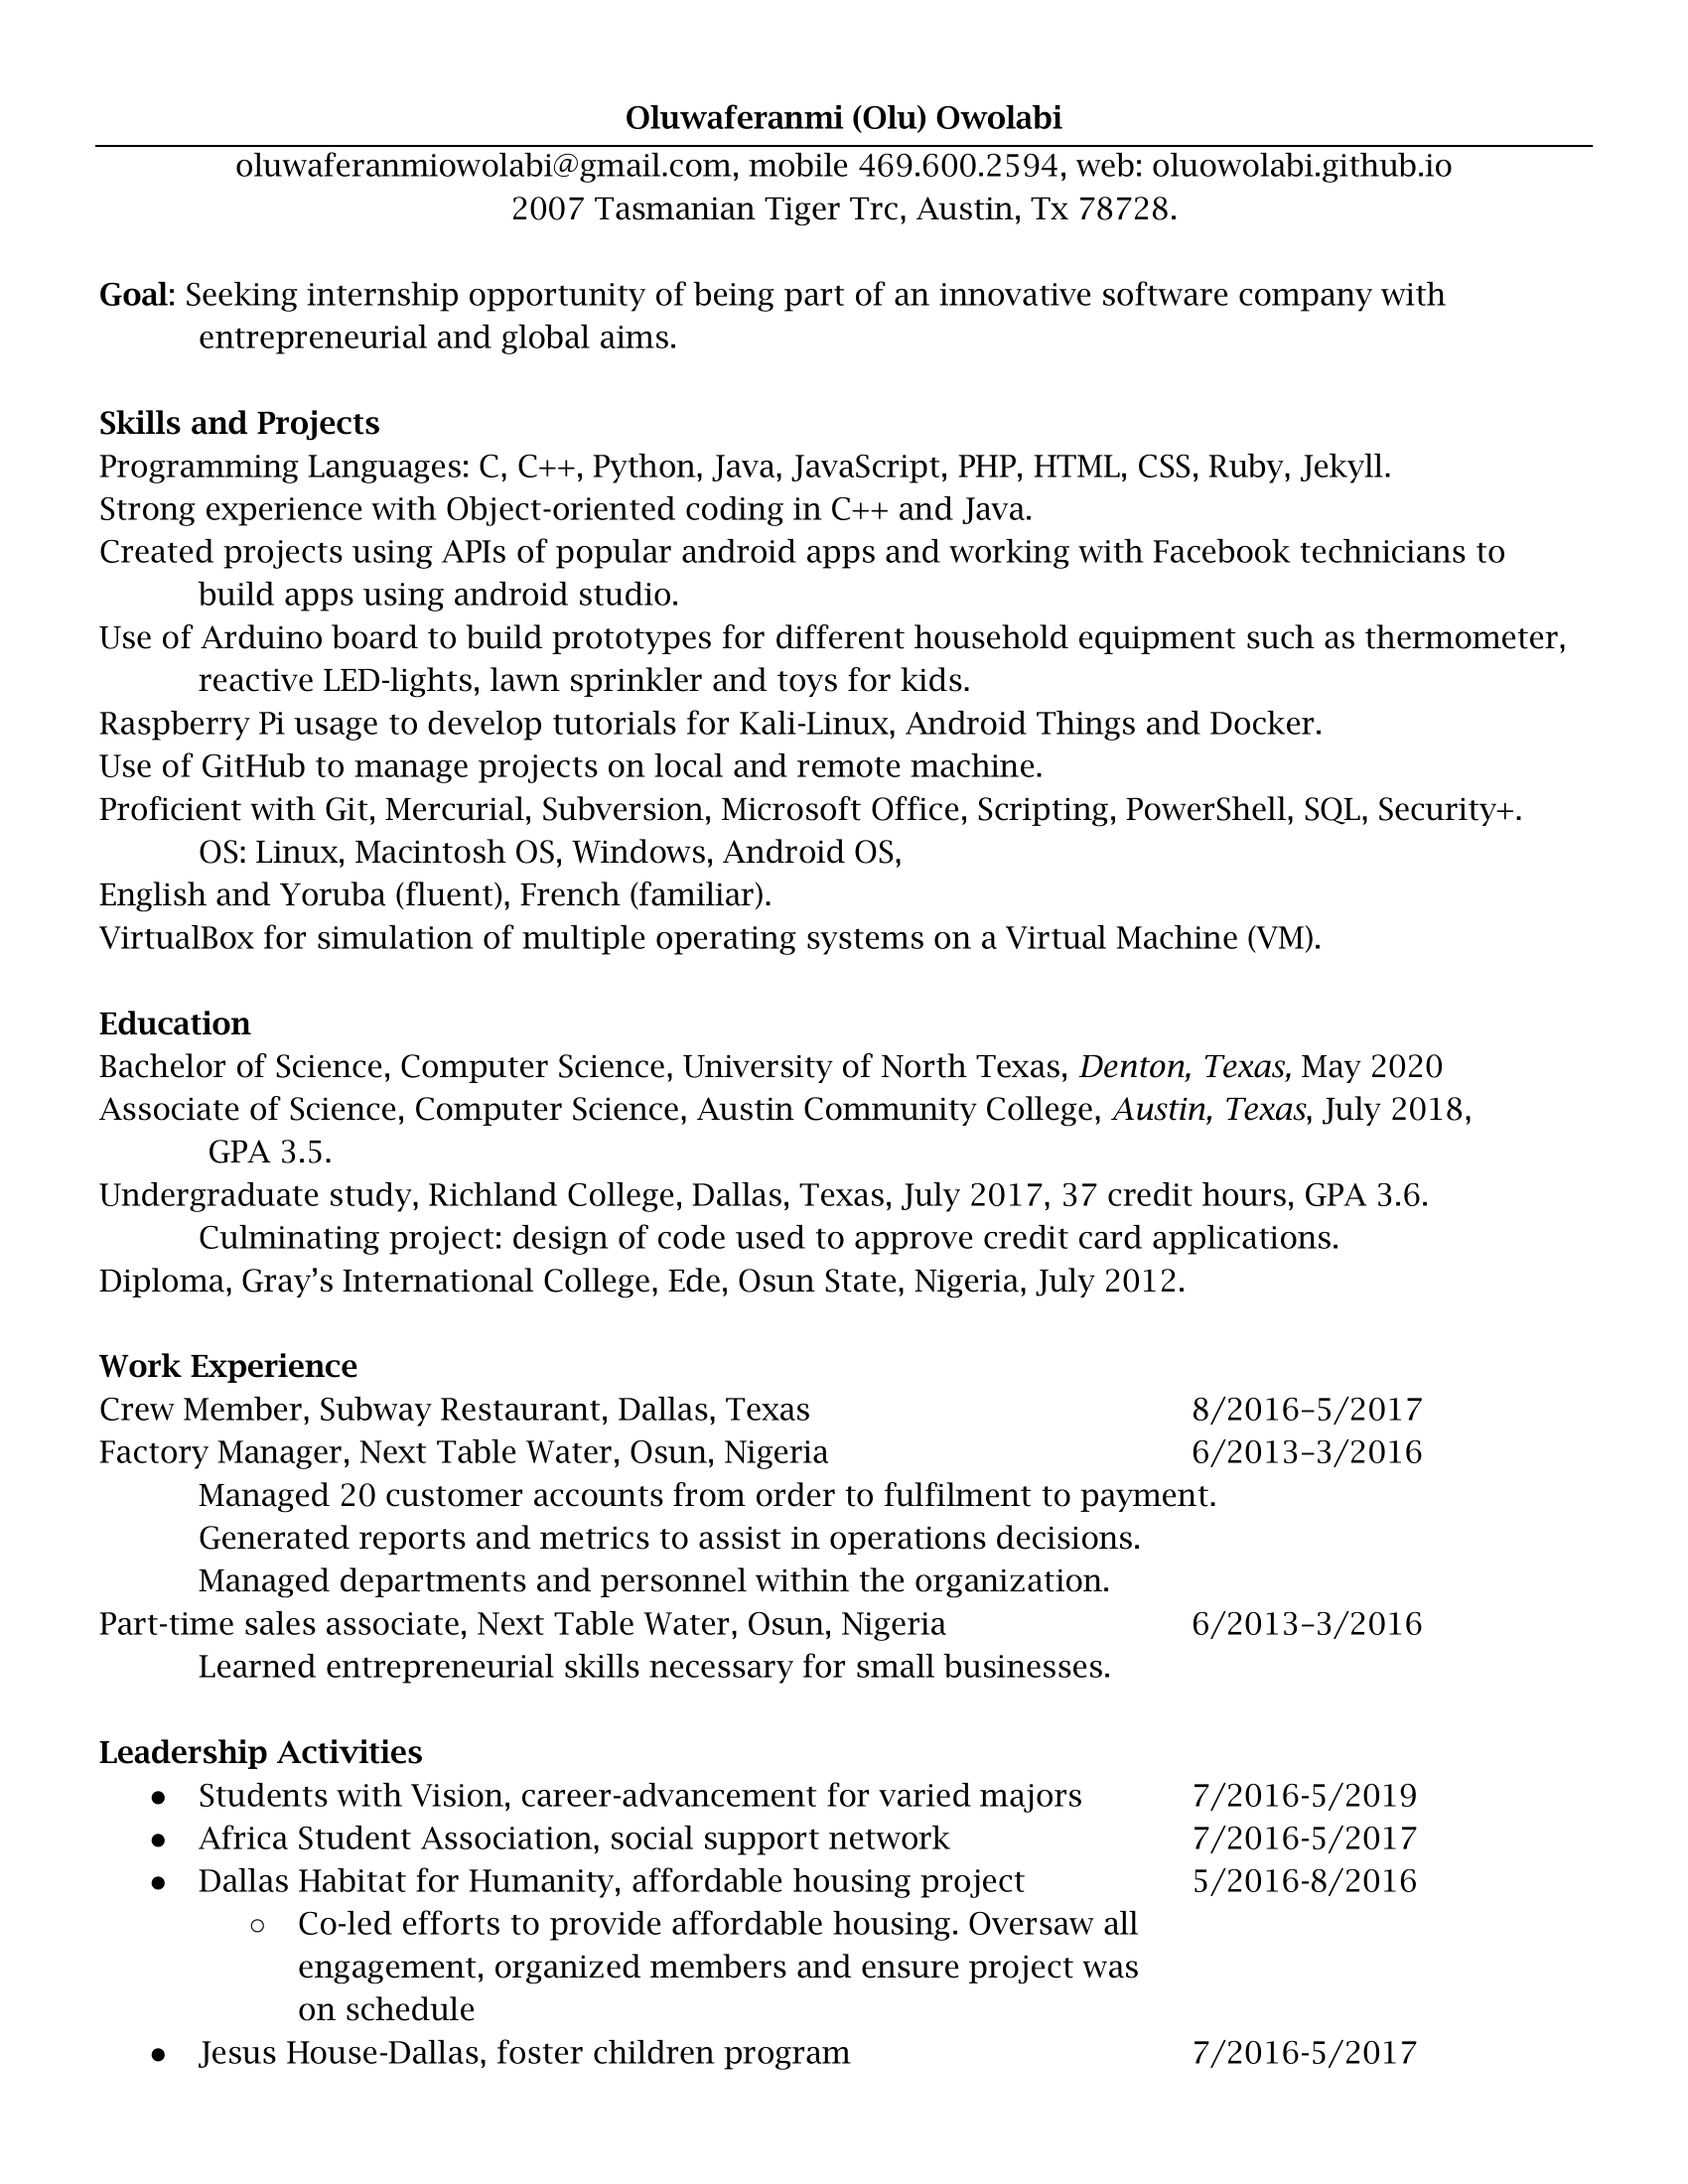 Oluwaferanmi (Olu) Owolabi
oluwaferanmiowolabi@gmail.com, mobile 469.600.2594, web: oluowolabi.github.io
2007 Tasmanian Tiger Trc, Austin, Tx 78728.
Goal: Seeking internship opportunity of being part of an innovative software company with
entrepreneurial and global aims.
Skills and Projects
Programming Languages: C, C++, Python, Java, JavaScript, PHP, HTML, CSS, Ruby, Jekyll.
Strong experience with Object-oriented coding in C++ and Java.
Created projects using APIs of popular android apps and working with Facebook technicians to
build apps using android studio.
Use of Arduino board to build prototypes for different household equipment such as thermometer,
reactive LED-lights, lawn sprinkler and toys for kids.
Raspberry Pi usage to develop tutorials for Kali-Linux, Android Things and Docker.
Use of GitHub to manage projects on local and remote machine.
Proficient with Git, Mercurial, Subversion, Microsoft Office, Scripting, PowerShell, SQL, Security+.
OS: Linux, Macintosh OS, Windows, Android OS,
English and Yoruba (fluent), French (familiar).
VirtualBox for simulation of multiple operating systems on a Virtual Machine (VM).
Education
Bachelor of Science, Computer Science, University of North Texas, Denton, Texas, May 2020
Associate of Science, Computer Science, Austin Community College, Austin, Texas, July 2018,
GPA 3.5.
Undergraduate study, Richland College, Dallas, Texas, July 2017, 37 credit hours, GPA 3.6.
Culminating project: design of code used to approve credit card applications.
Diploma, Gray’s International College, Ede, Osun State, Nigeria, July 2012.
Work Experience
Crew Member, Subway Restaurant, Dallas, Texas 8/2016–5/2017
Factory Manager, Next Table Water, Osun, Nigeria 6/2013–3/2016
Managed 20 customer accounts from order to fulfilment to payment.
Generated reports and metrics to assist in operations decisions.
Managed departments and personnel within the organization.
Part-time sales associate, Next Table Water, Osun, Nigeria 6/2013–3/2016
Learned entrepreneurial skills necessary for small businesses.
Leadership Activities
● Students with Vision, career-advancement for varied majors 7/2016-5/2019
● Africa Student Association, social support network 7/2016-5/2017
● Dallas Habitat for Humanity, affordable housing project 5/2016-8/2016
○ Co-led efforts to provide affordable housing. Oversaw all
engagement, organized members and ensure project was
on schedule
● Jesus House-Dallas, foster children program 7/2016-5/2017